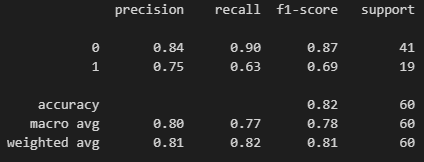 precision recall f1-score support
0 0.84 0.90 0.87 41
1 0.75 0.63 0.69 19
accuracy 0.82 60
macro avg 0.80 0.77 0.78 60
weighted avg 0.81 0.82 0.81 60